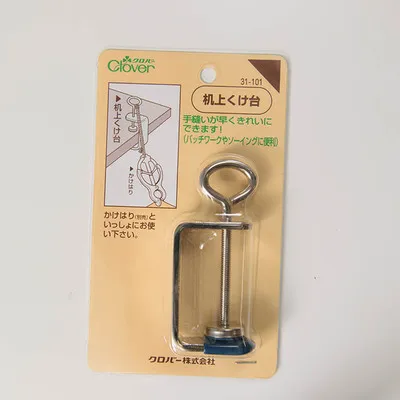 クロバー
Clover
31-101
机上くけ台
手縫いが早くきれいに
できます!
(パッチワークやソーイングに便利)
▶机上くけ台
▶かけはり
かけはり(別売)と
いっしょにお使
い下さい。
クロバー株式会社